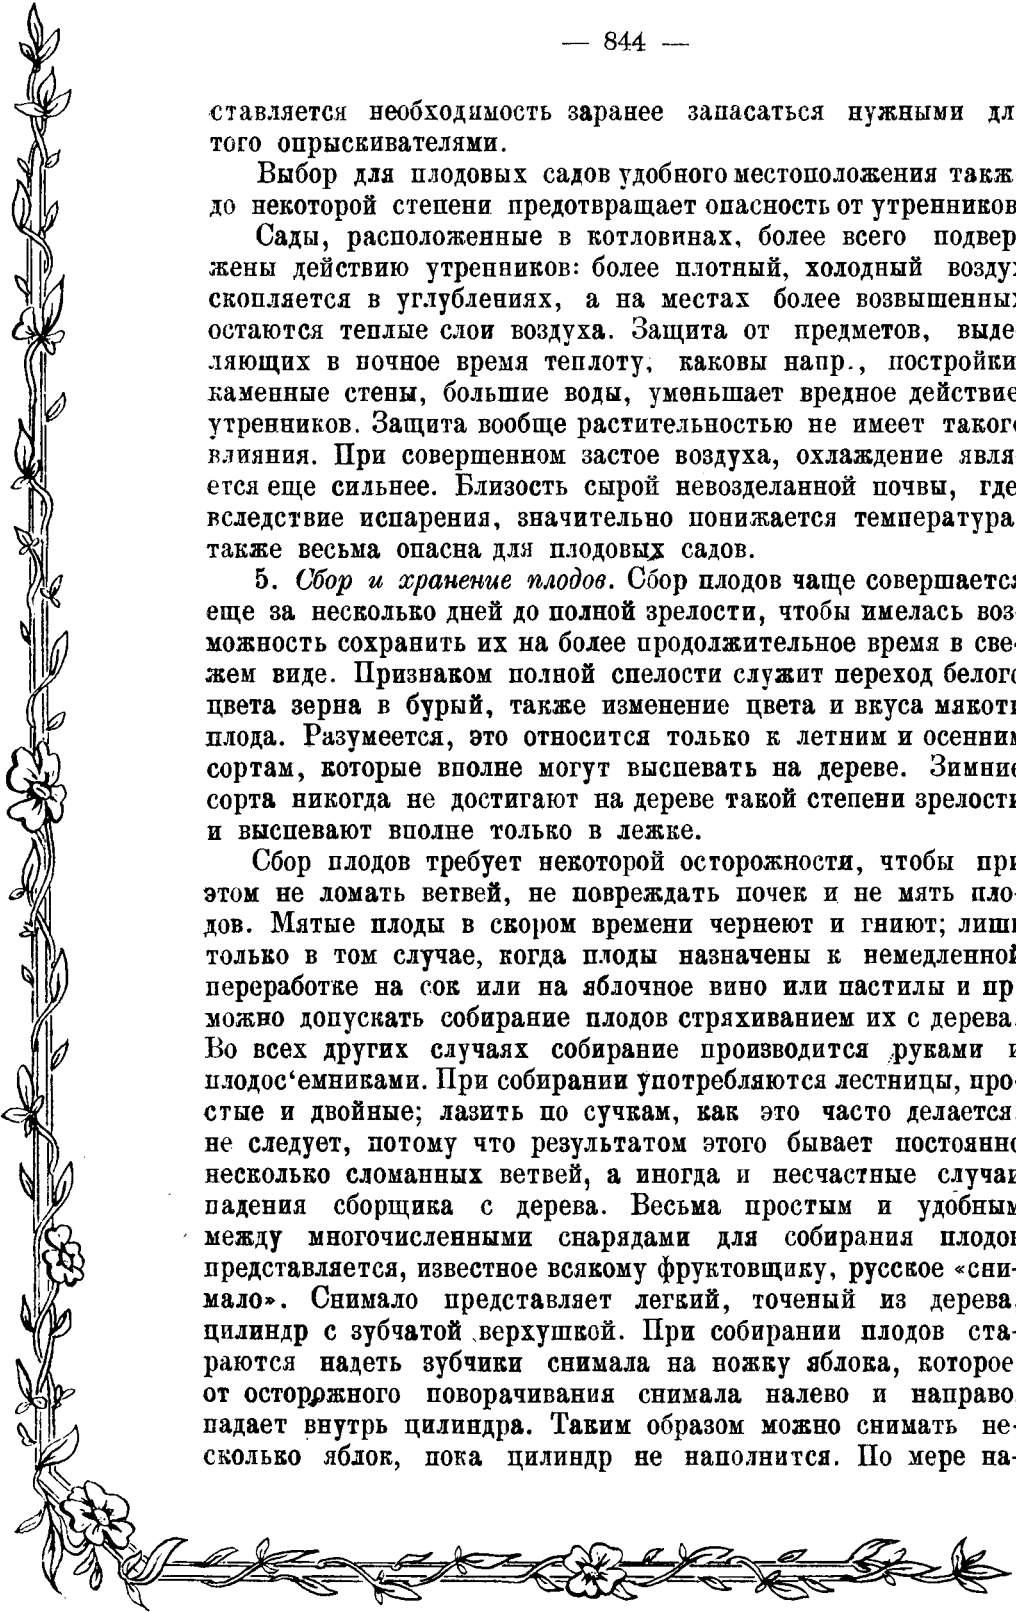 — 844 —
ставляется необходимость заранее запасаться нужными дл
того опрыскивателями.
Выбор для плодовых садов удобного местоположения такж
до некоторой степени предотвращает опасность от утренников
Сады, расположенные в котловинах, более всего подвер
жены действию утренников: более плотный, холодный возду
скопляется в углублениях, а на местах более возвышенны
остаются теплые слои воздуха. Защита от предметов, выде-
ляющих в ночное время теплоту, каковы напр., постройки
каменные стены, большие воды, уменьшает вредное действие
утренников. Защита вообще растительностью не имеет таког
влияния. При совершенном застое воздуха, охлаждение явля
ется еще сильнее. Близость сырой невозделанной почвы, где
вследствие испарения, значительно понижается температура
также весьма опасна для плодовых садов.
5. Сбор и хранение плодов. Сбор плодов чаще совершаетс
еще за несколько дней до полной зрелости, чтобы имелась воз-
можность сохранить их на более продолжительное время в све-
жем виде. Признаком полной спелости служит переход белого
цвета зерна в бурый, также изменение цвета и вкуса мякоти
плода. Разумеется, это относится только к летним и осенним
сортам, которые вполне могут выспевать на дереве. Зимние
сорта никогда не достигают на дереве такой степени зрелости
и выспевают вполне только в лежке.
Сбор плодов требует некоторой осторожности, чтобы при
этом не ломать ветвей, не повреждать почек и не мять пло-
дов. Мятые плоды в скором времени чернеют и гниют; лишь
только в том случае, когда плоды назначены к немедленной
переработке на сок или на яблочное вино или пастилы и пр
можно допускать собирание плодов стряхиванием их с дерева.
Во всех других случаях собирание производится руками и
плодос‘емниками. При собирании употребляются лестницы, про-
стые и двойные; лазить по сучкам, как это часто делается
не следует, потому что результатом этого бывает постоянно
несколько сломанных ветвей, а иногда и несчастные случаи
падения сборщика с дерева. Весьма простым и удобным
между многочисленными снарядами для собирания плодов
представляется, известное всякому фруктовщику, русское «сни-
мало». Снимало представляет легкий, точеный из дерева
цилиндр с зубчатой верхушкой. При собирании плодов ста-
раются надеть зубчики снимала на ножку яблока, которое
от осторожного поворачивания снимала налево и направо
падает внутрь цилиндра. Таким образом можно снимать не-
сколько яблок, пока цилиндр не наполнится. По мере на-